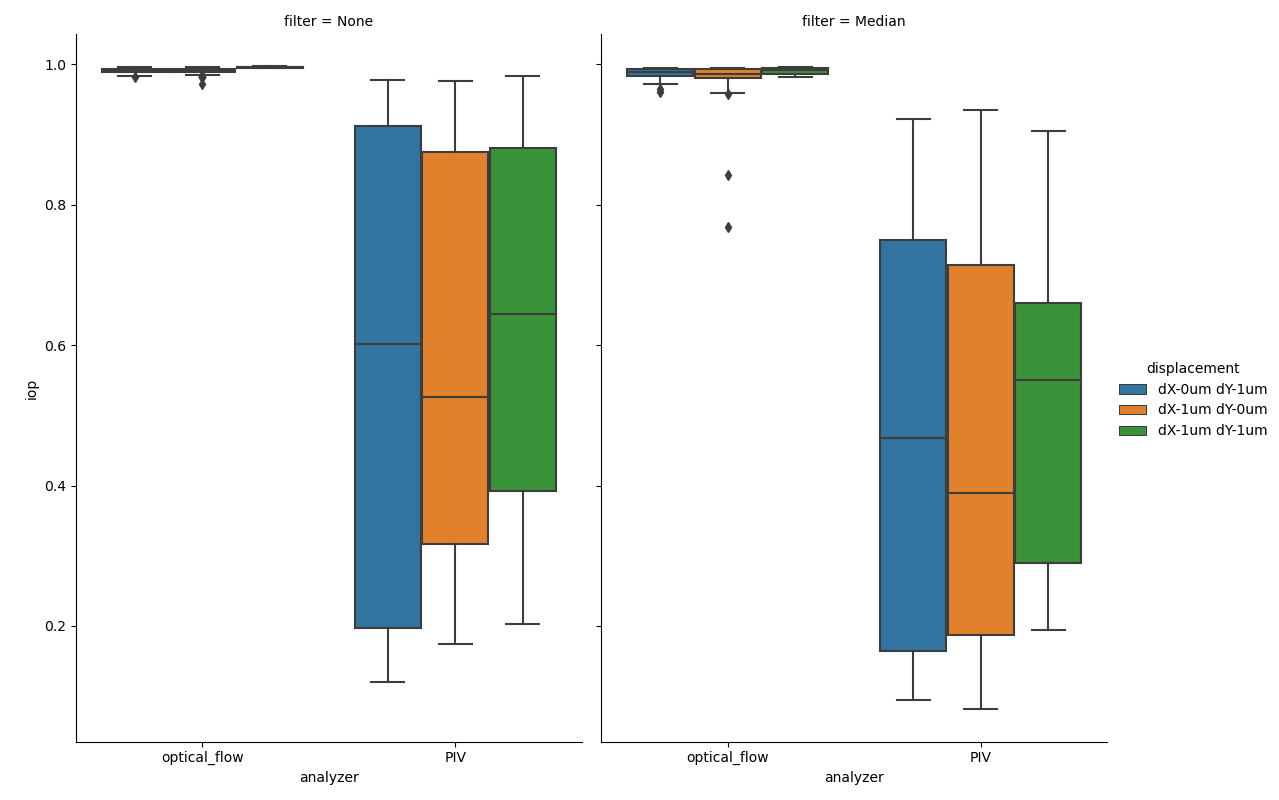 filter = None
filter = Median
1.0
0.8
0.6
0.4
0.2
iop
optical_flow
PIV
analyzer
optical_flow
PIV
analyzer
displacement
dX-0um dY-1um
dX-1um dY-0um
dX-1um dY-1um